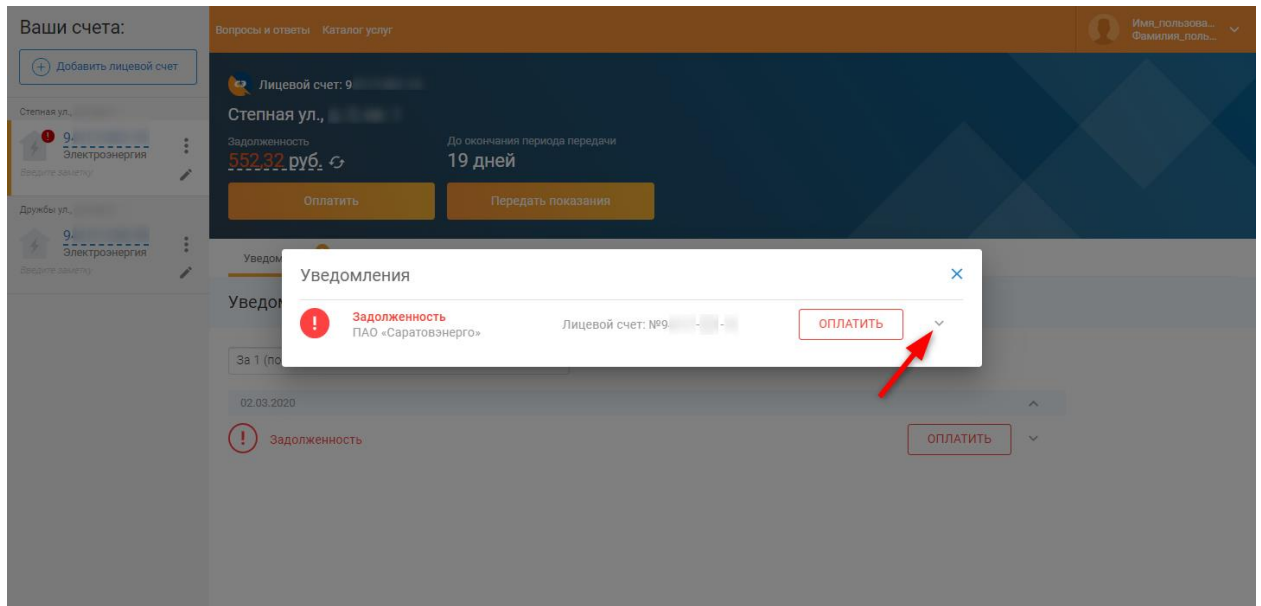 Ваши счета:
Добавить лицевой счет
Степная ул.,
9
Электроэнергия
Введите заметку
Дружбы ул.,
9
Электроэнергия
Введите заметку
Вопросы и ответы Каталог услуг
Имя_пользова...
Фамилия_поль...
Лицевой счет: 9
Степная ул.,
Задолженность
552,32 руб.
До окончания периода передачи
19 дней
Оплатить
Передать показания
Уведом
Уведом
За 1 (по
Уведомления
Задолженность
ПАО «Саратовэнерго»
Лицевой счет: №9
ОПЛАТИТЬ
02.03.2020
Задолженность
ОПЛАТИТЬ